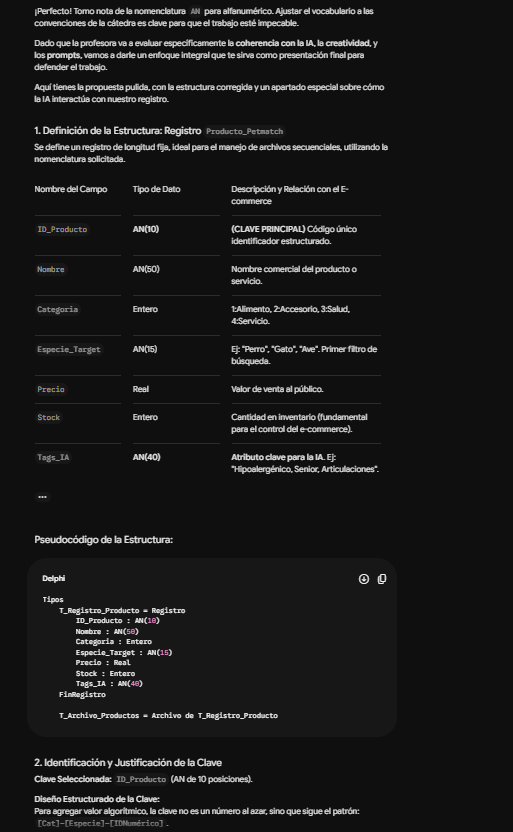 ¡Perfecto! Tomo nota de la nomenclatura AN para alfanumérico. Ajustar el vocabulario a las
convenciones de la cátedra es clave para que el trabajo esté impecable.
Dado que la profesora va a evaluar específicamente la coherencia con la IA, la creatividad, y
los prompts, vamos a darle un enfoque integral que te sirva como presentación final para
defender el trabajo.
Aquí tienes la propuesta pulida, con la estructura corregida y un apartado especial sobre cómo
la IA interactúa con nuestro registro.
1. Definición de la Estructura: Registro Producto_Petmatch
Se define un registro de longitud fija, ideal para el manejo de archivos secuenciales, utilizando la
nomenclatura solicitada.
Nombre del Campo Tipo de Dato Descripción y Relación con el E-
commerce
ID_Producto AN(10) (CLAVE PRINCIPAL) Código único
identificador estructurado.
Nombre AN(50) Nombre comercial del producto o
servicio.
Categoria Entero 1:Alimento, 2:Accesorio, 3:Salud,
4:Servicio.
Especie_Target AN(15) Ej: "Perro", "Gato", "Ave". Primer filtro de
búsqueda.
Precio Real Valor de venta al público.
Stock Entero Cantidad en inventario (fundamental
para el control del e-commerce).
Tags_IA AN(40) Atributo clave para la IA. Ej:
"Hipoalergénico, Senior, Articulaciones".
...
Pseudocódigo de la Estructura:
Delphi
Tipos
T_Registro_Producto = Registro
ID_Producto : AN(10)
Nombre : AN(50)
Categoria : Entero
Especie_Target : AN(15)
Precio : Real
Stock : Entero
Tags_IA : AN(40)
FinRegistro
T_Archivo_Productos = Archivo de T_Registro_Producto
2. Identificación y Justificación de la Clave
Clave Seleccionada: ID_Producto (AN de 10 posiciones).
Diseño Estructurado de la Clave:
Para agregar valor algorítmico, la clave no es un número al azar, sino que sigue el patrón:
[Cat]-[Especie]-[IDNumérico] .